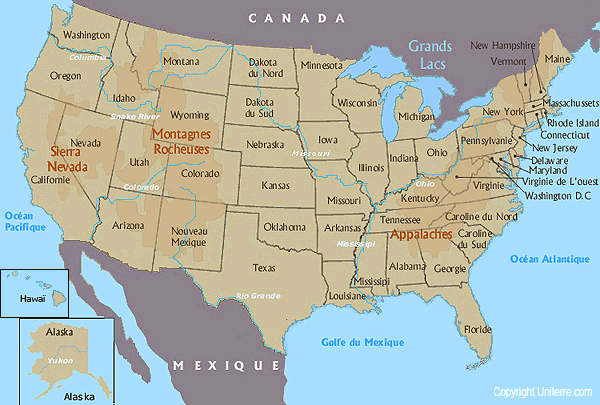 CANADA
Washington
Columbia
Oregon
Montana
Idaho
Snake River
Wyoming
Montagnes
Rocheuses
Dakota
du Nord
Dakota
du Sud
Minnesota
Grands
Lacs
New Hampshire
Vermont
Maine
Wisconsin
Michigan
New York
Massachussets
Rhode Island
Connecticut
New Jersey
Pennsylvanie
Delaware
Maryland
Virginie de L'ouest
Washington D.C
Nevada
Sierra
Nevada
Californie
Utah
Colorado
Colorado
Nebraska
Iowa
Missouri
Illinois
Indiana
Ohio
Ohio
Virginie
Kansas
Missouri
Kentucky
Océan
Pacifique
Arizona
Nouveau
Mexique
Oklahoma
Arkansas
Mississipi
Tennessee
Appalaches
Caroline du Nord
Caroline
du Sud
Océan Atlantique
Texas
Rio Grande
Louisiane
Mississipi
Alabama
Georgie
Floride
Golfe du Mexique
Hawaï
Alaska
Yukon
Alaska
MEXIQUE
Copyright Uniterre.com